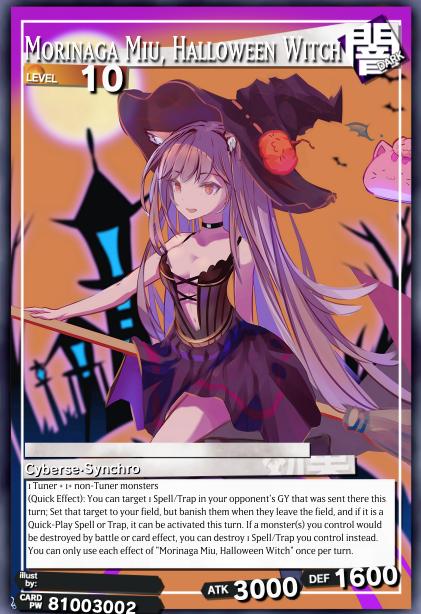 Morinaga Miu, Halloween Witch
闇
DARK
LEVEL 10
Cyberse•Synchro
1 Tuner + 1+ non-Tuner monsters
(Quick Effect): You can target 1 Spell/Trap in your opponent's GY that was sent there this
turn; Set that target to your field, but banish them when they leave the field, and if it is a
Quick-Play Spell or Trap, it can be activated this turn. If a monster(s) you control would
be destroyed by battle or card effect, you can destroy 1 Spell/Trap you control instead.
You can only use each effect of "Morinaga Miu, Halloween Witch" once per turn.
illust by:
ATK 3000 DEF 1600
CARD PW 81003002